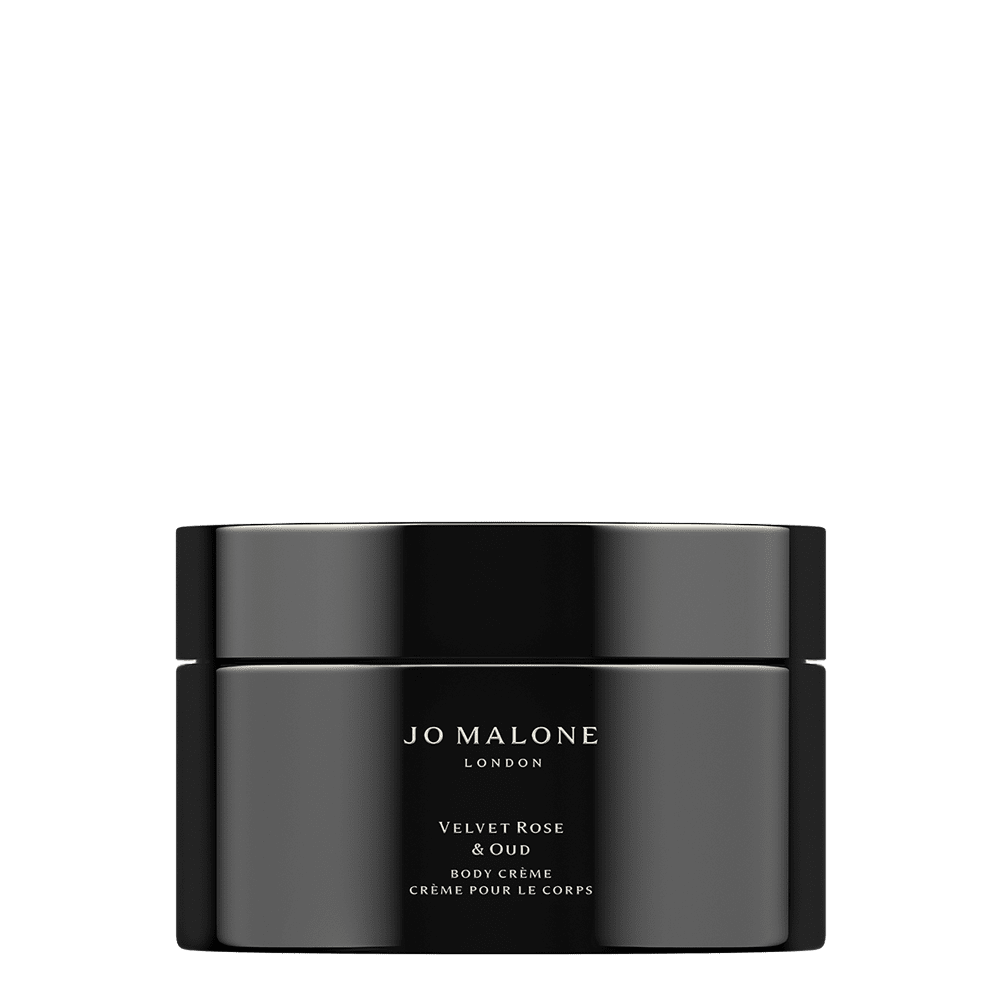 JO MALONE
LONDON
VELVET ROSE
& OUD
BODY CRÈME
CRÈME POUR LE CORPS